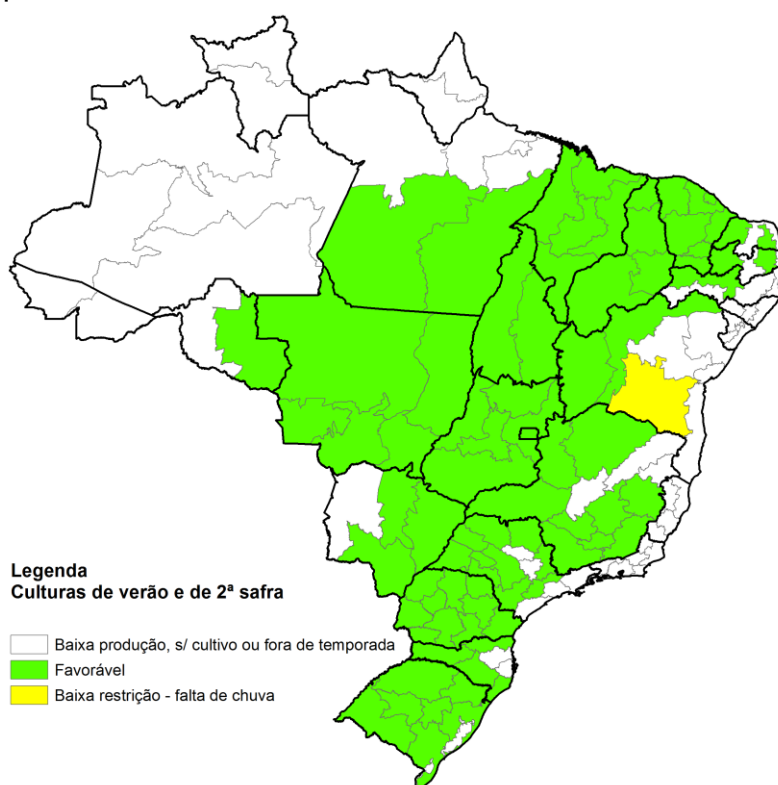 Legenda
Culturas de verão e de 2ª safra
Baixa produção, s/ cultivo ou fora de temporada
Favorável
Baixa restrição - falta de chuva